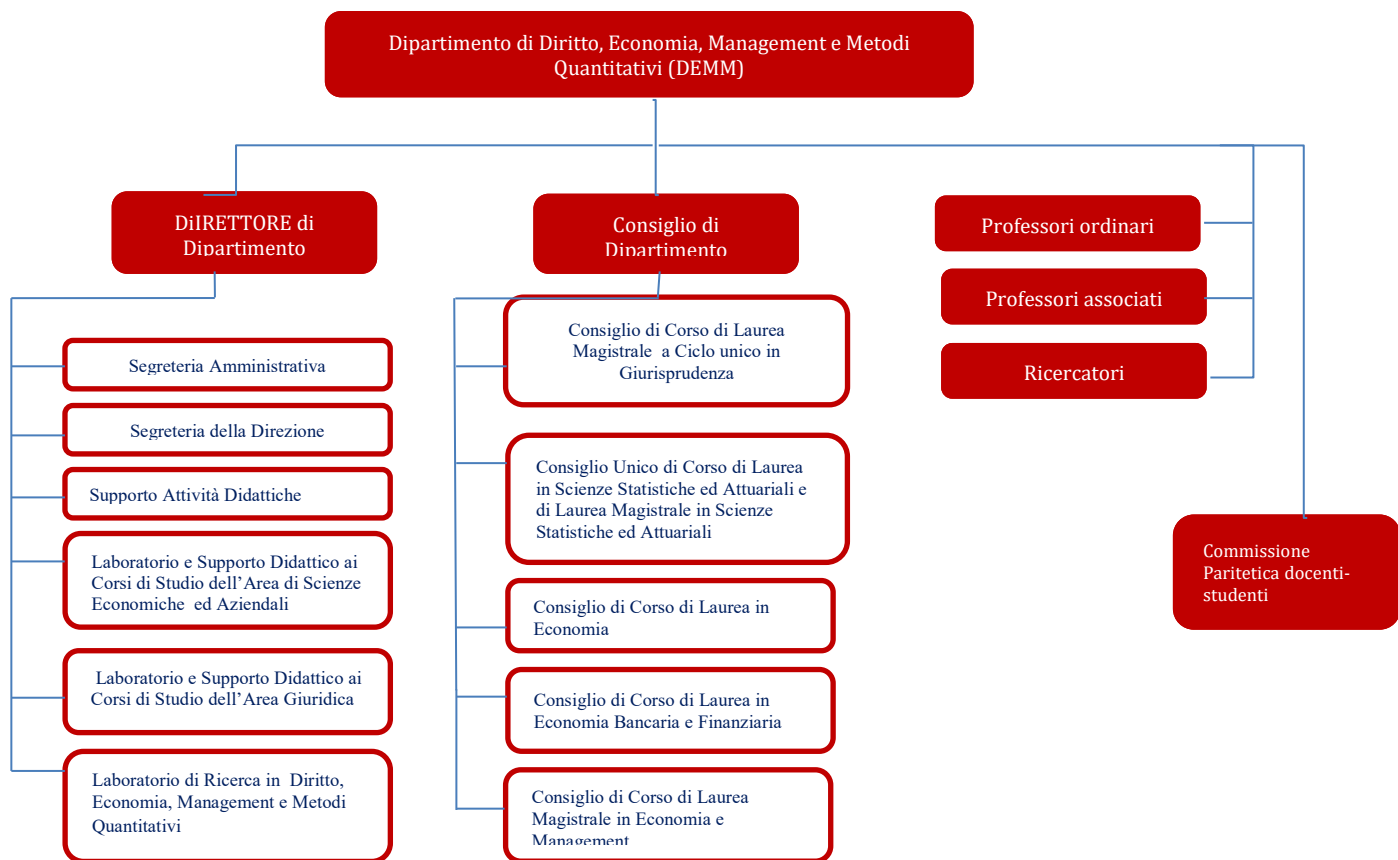 Dipartimento di Diritto, Economia, Management e Metodi
Quantitativi (DEMM)
DiIRETTORE di
Dipartimento
Consiglio di
Dipartimento
Professori ordinari
Professori associati
Ricercatori
Commissione
Paritetica docenti-
studenti
Segreteria Amministrativa
Segreteria della Direzione
Supporto Attività Didattiche
Laboratorio e Supporto Didattico ai
Corsi di Studio dell’Area di Scienze
Economiche ed Aziendali
Laboratorio e Supporto Didattico ai
Corsi di Studio dell’Area Giuridica
Laboratorio di Ricerca in Diritto,
Economia, Management e Metodi
Quantitativi
Consiglio di Corso di Laurea
Magistrale a Ciclo unico in
Giurisprudenza
Consiglio Unico di Corso di Laurea
in Scienze Statistiche ed Attuariali e
di Laurea Magistrale in Scienze
Statistiche ed Attuariali
Consiglio di Corso di Laurea in
Economia
Consiglio di Corso di Laurea in
Economia Bancaria e Finanziaria
Consiglio di Corso di Laurea
Magistrale in Economia e
Management